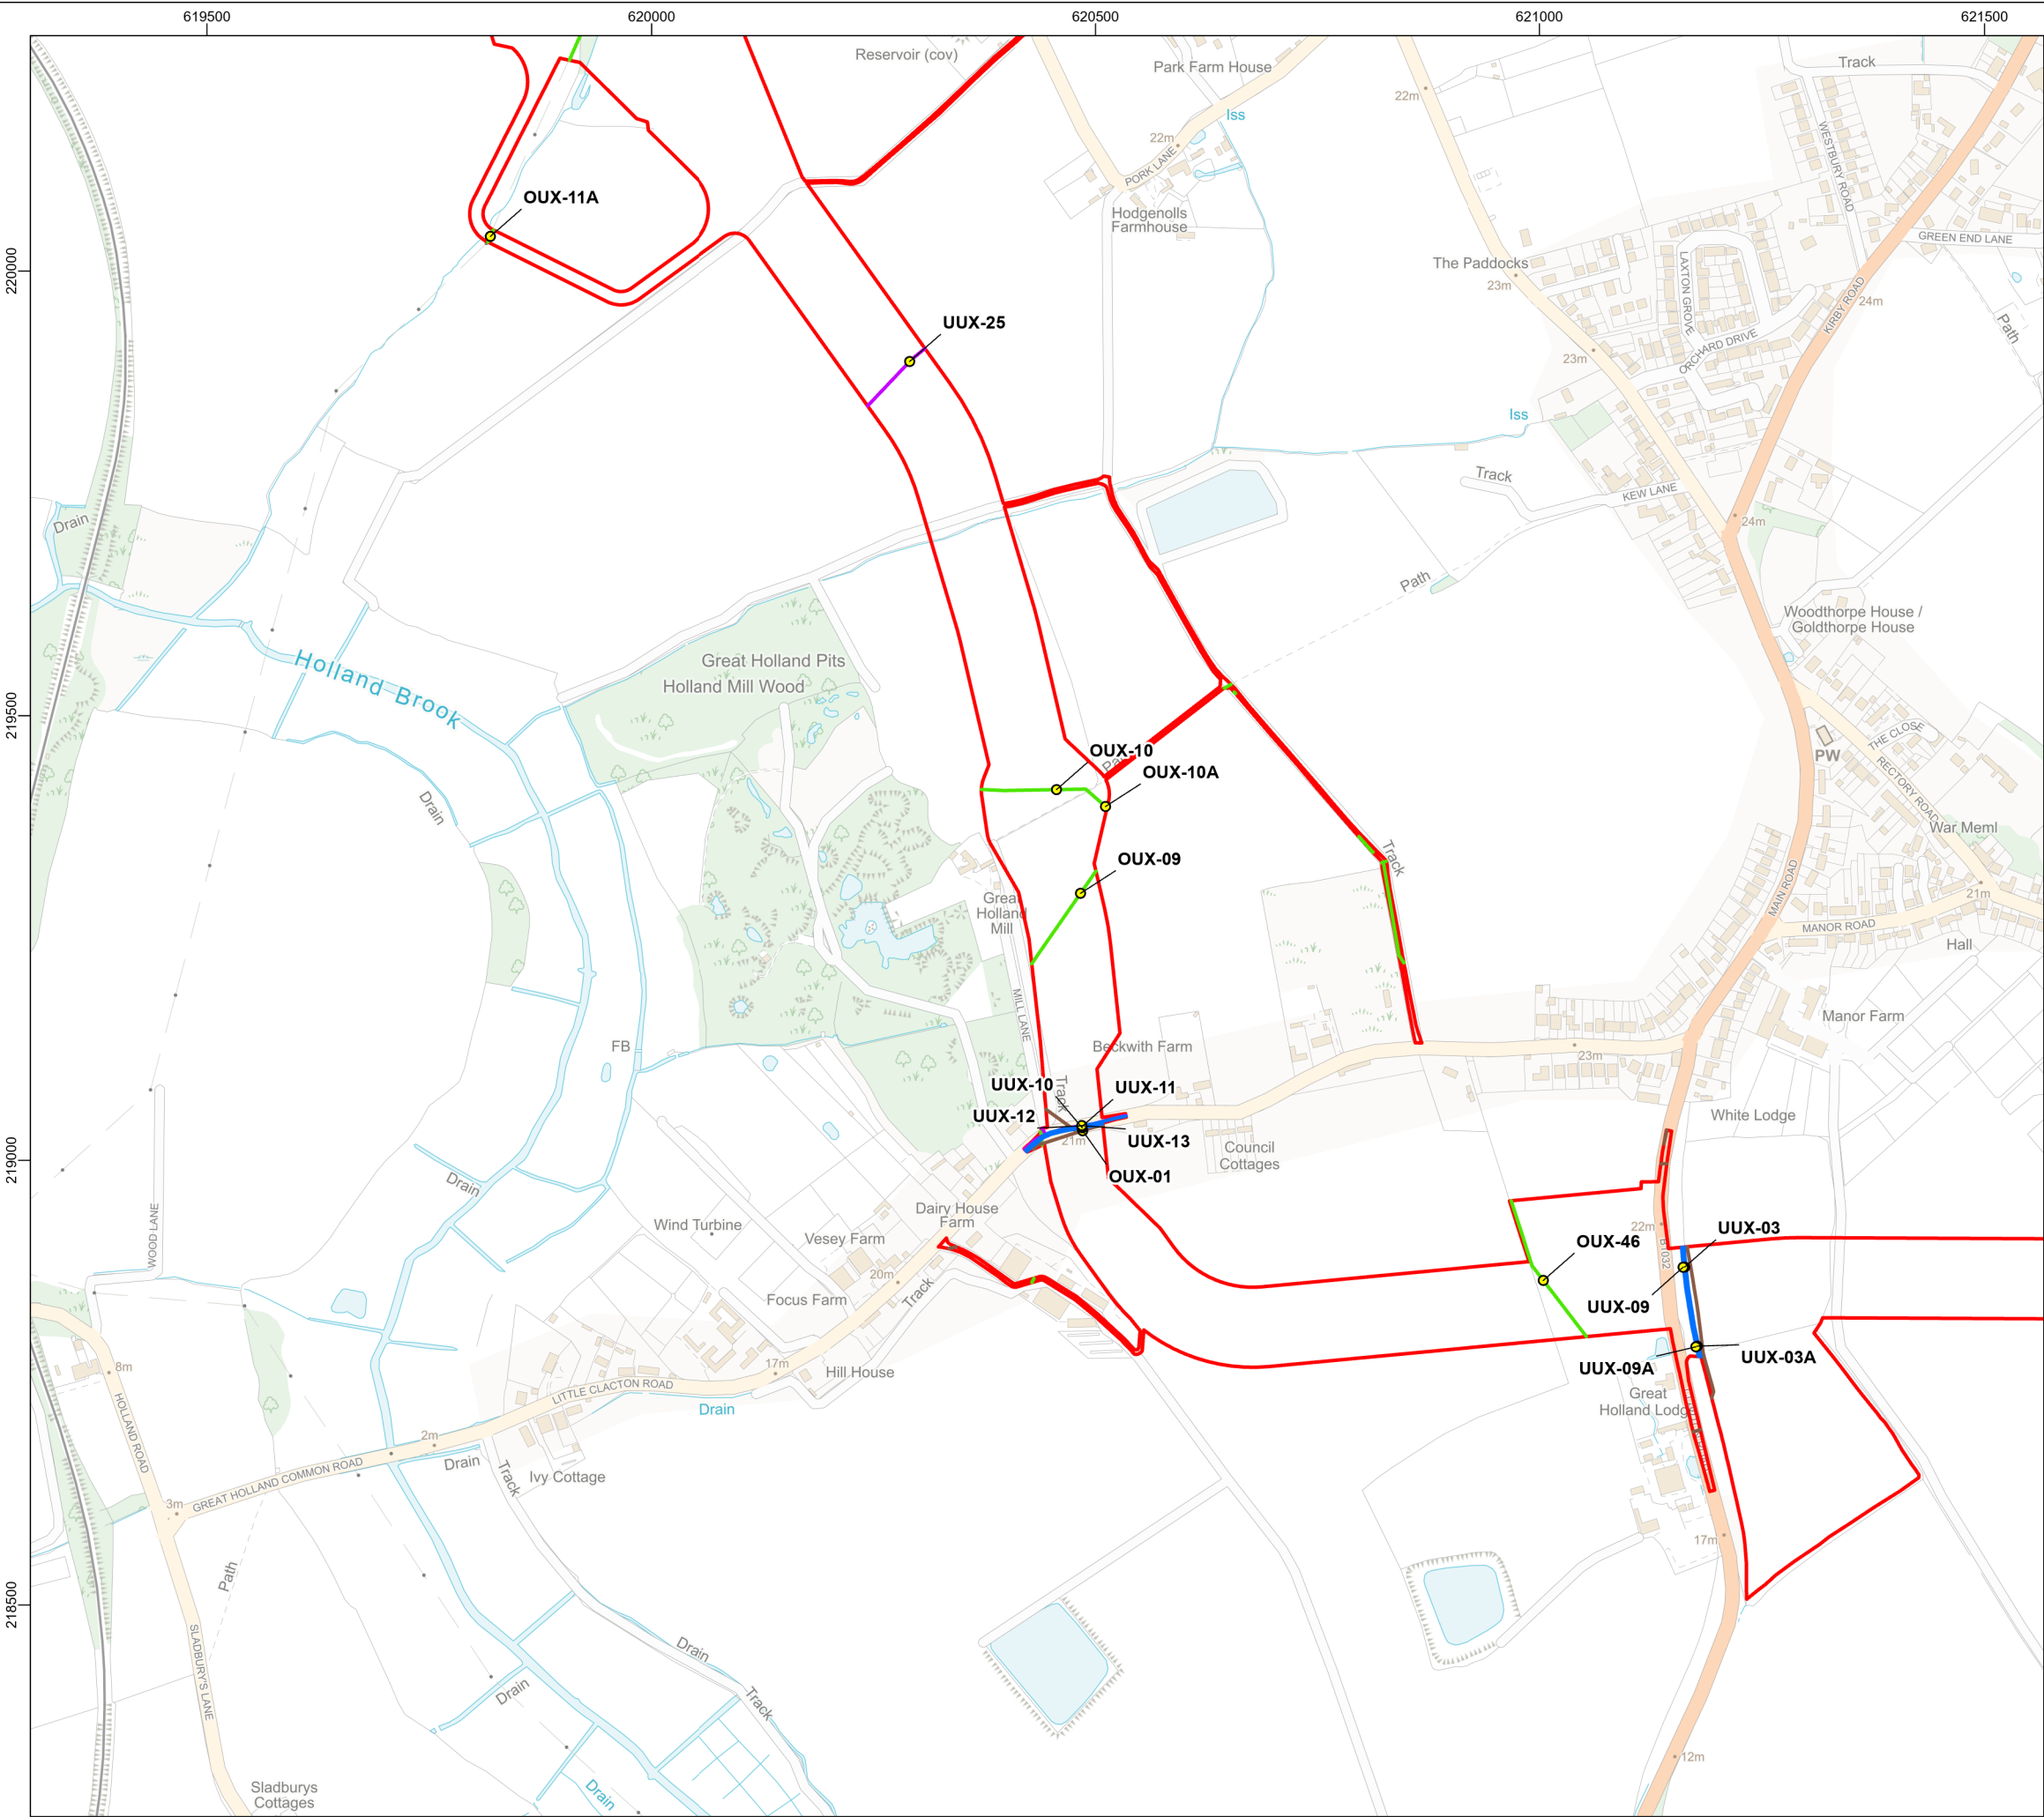 619500
620000
620500
621000
621500
Reservoir (cov)
Park Farm House
Track
22m
Iss
22m
PORK LANE
WESTBURY ROAD
OUX-11A
Hodgenolls
Farmhouse
GREEN END LANE
220000
The Paddocks
23m
LAXTON GROVE
KIRBY ROAD
24m
UUX-25
Path
23m
ORCHARD DRIVE
Iss
Track
KEW LANE
Drain
24m
Path
Woodthorpe House /
Goldthorpe House
Holland Brook
Great Holland Pits
Holland Mill Wood
219500
THE CLOSE
PW
RECTORY ROAD
OUX-10
OUX-10A
Drain
War Meml
Track
OUX-09
21m
MAIN ROAD
Great
Holland
Mill
MANOR ROAD
Hall
MILL LANE
Manor Farm
FB
Beckwith Farm
23m
UUX-10
Track
UUX-11
UUX-12
White Lodge
21m
UUX-13
Council
Cottages
219000
OUX-01
Drain
Dairy House
Farm
WOOD LANE
Wind Turbine
Vesey Farm
22m
UUX-03
B1032
OUX-46
20m
Focus Farm
Track
UUX-09
UUX-09A
UUX-03A
8m
17m
Hill House
LITTLE CLACTON ROAD
Great
Holland Lodge
Drain
HOLLAND ROAD
2m
Drain
GREAT HOLLAND COMMON ROAD
Track
Ivy Cottage
3m
17m
Path
218500
SLADBURY'S LANE
Drain
Drain
Track
12m
Sladburys
Cottages
Drain